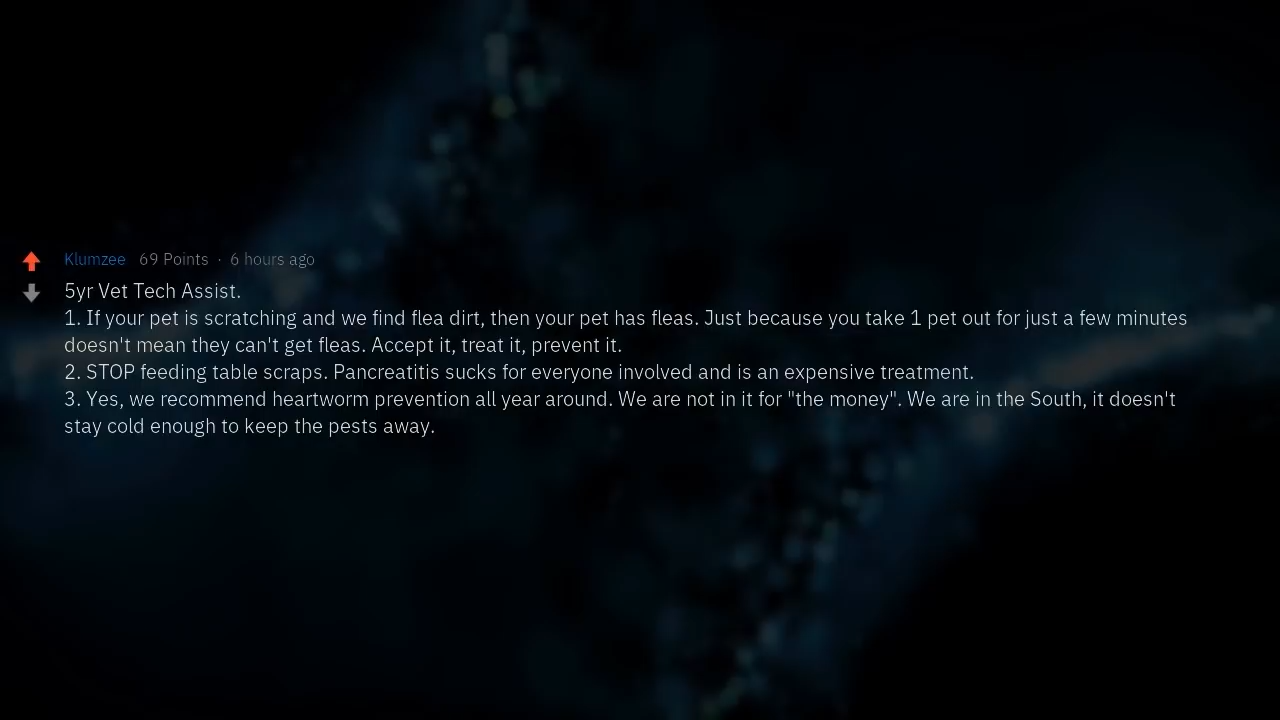 Klumzee 69 Points · 6 hours ago
5yr Vet Tech Assist.
1. If your pet is scratching and we find flea dirt, then your pet has fleas. Just because you take 1 pet out for just a few minutes
doesn't mean they can't get fleas. Accept it, treat it, prevent it.
2. STOP feeding table scraps. Pancreatitis sucks for everyone involved and is an expensive treatment.
3. Yes, we recommend heartworm prevention all year around. We are not in it for "the money". We are in the South, it doesn't
stay cold enough to keep the pests away.